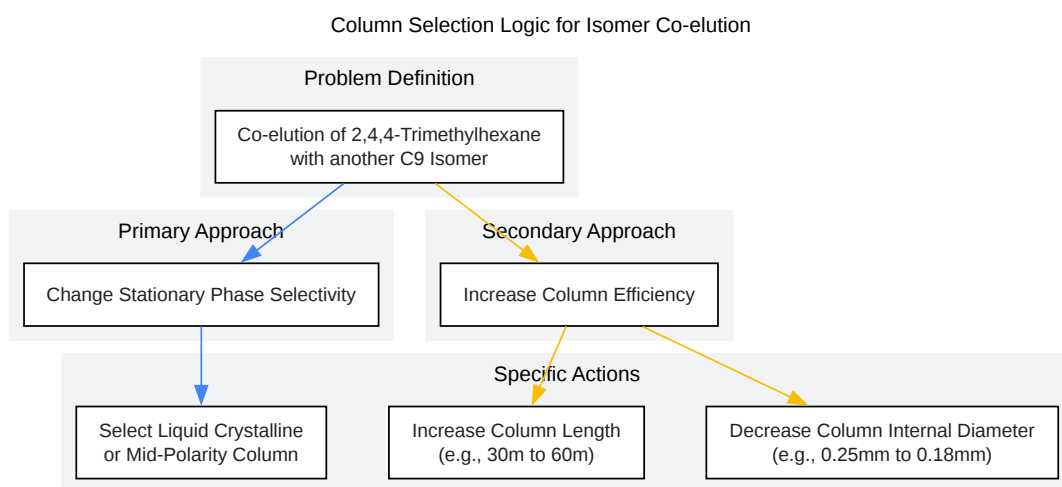 Column Selection Logic for Isomer Co-elution
Problem Definition
Co-elution of 2,4,4-Trimethylhexane
with another C9 Isomer
Primary Approach
Secondary Approach
Change Stationary Phase Selectivity
Increase Column Efficiency
Specific Actions
Select Liquid Crystalline
or Mid-Polarity Column
Increase Column Length
(e.g., 30m to 60m)
Decrease Column Internal Diameter
(e.g., 0.25mm to 0.18mm)